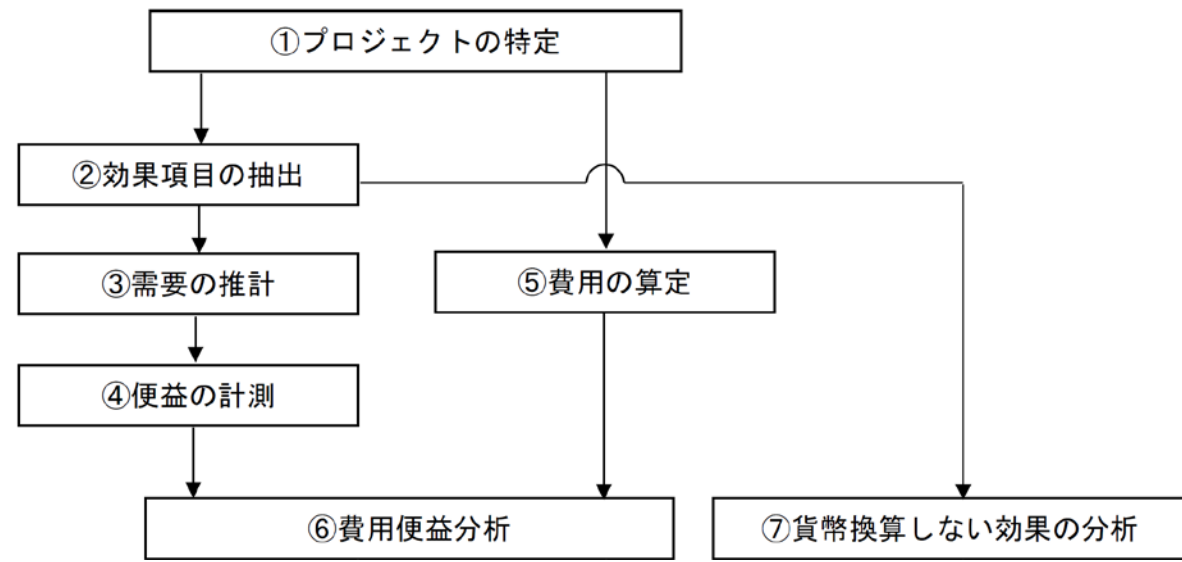 ①プロジェクトの特定
②効果項目の抽出
③需要の推計
⑤費用の算定
④便益の計測
⑥費用便益分析
⑦貨幣換算しない効果の分析